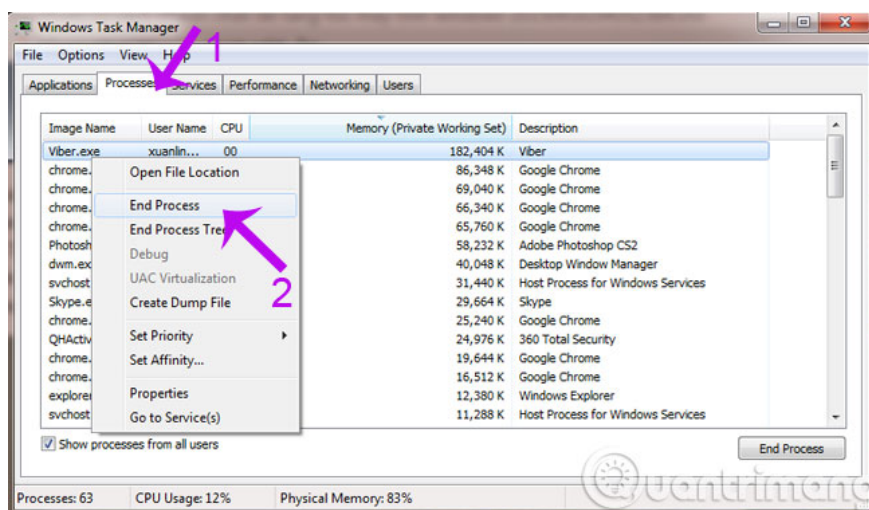 Windows Task Manager
1
File Options View Help
Applications Processes Services Performance Networking Users
Image Name User Name CPU Memory (Private Working Set) Description
Viber.exe xuanlin... 00 182,404 K Viber
chrome. 86,348 K Google Chrome
Open File Location
chrome. 69,040 K Google Chrome
chrome. 66,340 K Google Chrome
End Process
chrome. 65,760 K Google Chrome
End Process Tree
Photosh 58,232 K Adobe Photoshop CS2
Debug
dwm.ex 40,048 K Desktop Window Manager
UAC Virtualization
svchost 31,440 K Host Process for Windows Services
2
Skype.e 29,664 K Skype
Create Dump File
chrome. 25,240 K Google Chrome
QHActiv 24,976 K 360 Total Security
Set Priority
chrome. 19,644 K Google Chrome
Set Affinity...
chrome. 16,512 K Google Chrome
explorer 12,380 K Windows Explorer
Properties
svchost 11,288 K Host Process for Windows Services
Go to Service(s)
Show processes from all users
End Process
Quantrimang
Processes: 63 CPU Usage: 12% Physical Memory: 83%